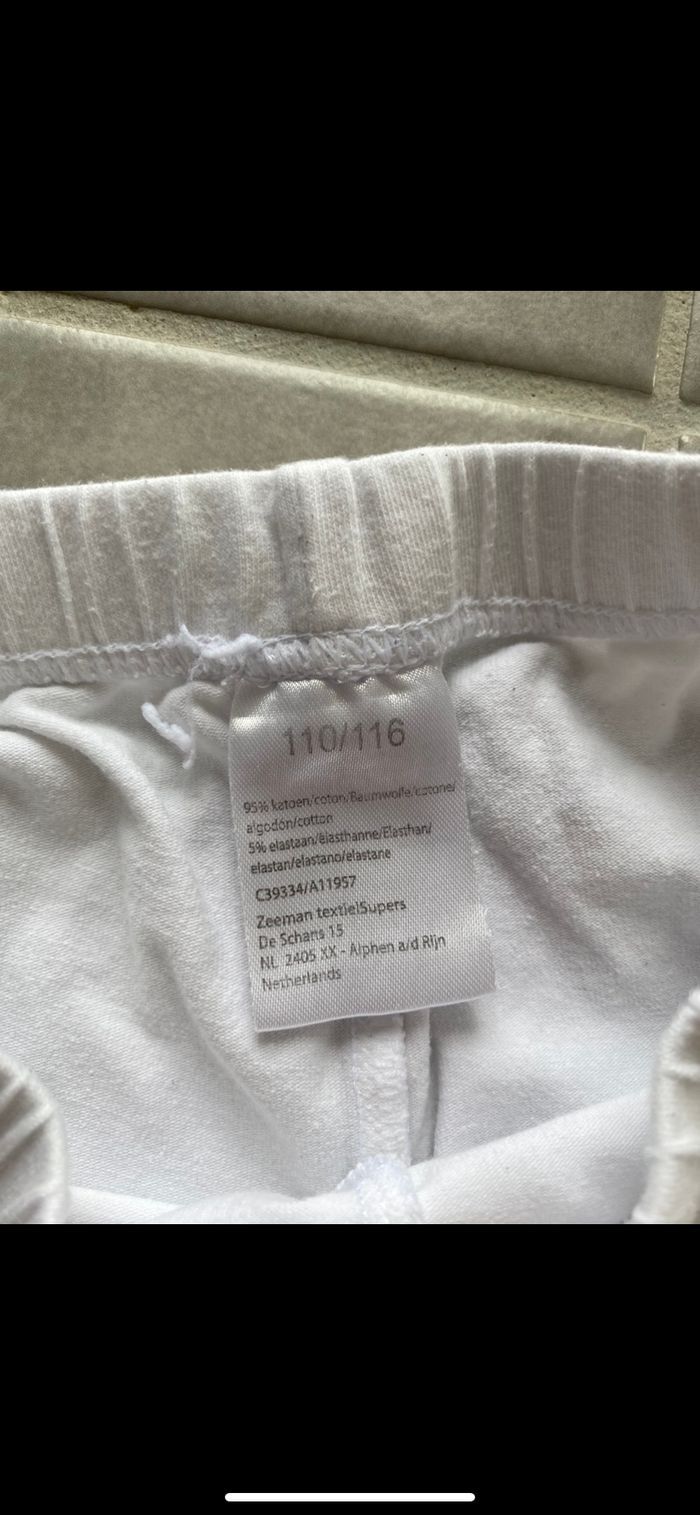 110/116
95% katoen/coton/Baumwolle/cotone/
algodón/cotton
5% elastaan/élasthanne/Elasthan/
elastan/elastano/elastane
C39334/A11957
Zeeman textielSupers
De Schans 15
NL 2405 XX - Alphen a/d Rijn
Netherlands